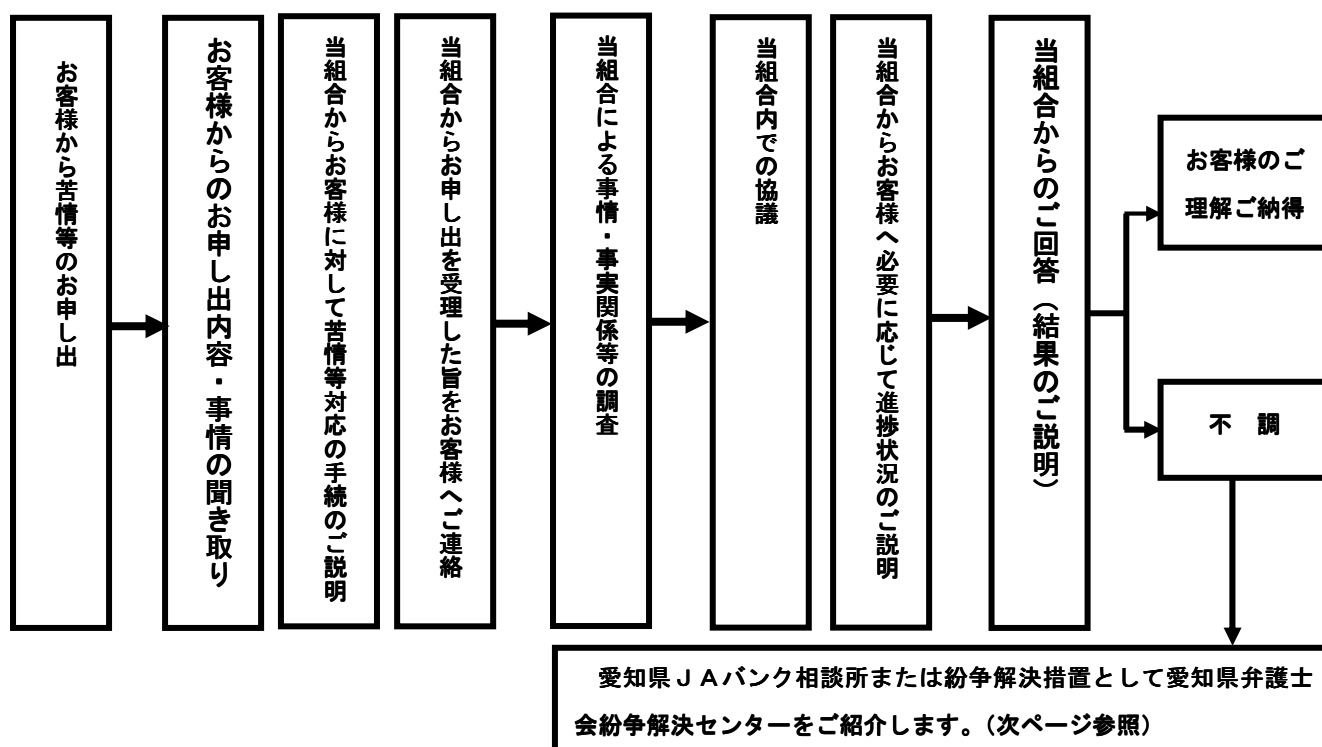 お客様から苦情等のお申し出
お客様からのお申し出内容・事情の聞き取り
当組合からお客様に対して苦情等対応の手続のご説明
当組合からお申し出を受理した旨をお客様へご連絡
当組合による事情・事実関係等の調査
当組合内での協議
当組合からお客様へ必要に応じて進捗状況のご説明
当組合からのご回答（結果のご説明）
お客様のご
理解ご納得
不　調
愛知県ＪＡバンク相談所または紛争解決措置として愛知県弁護士
会紛争解決センターをご紹介します。（次ページ参照）